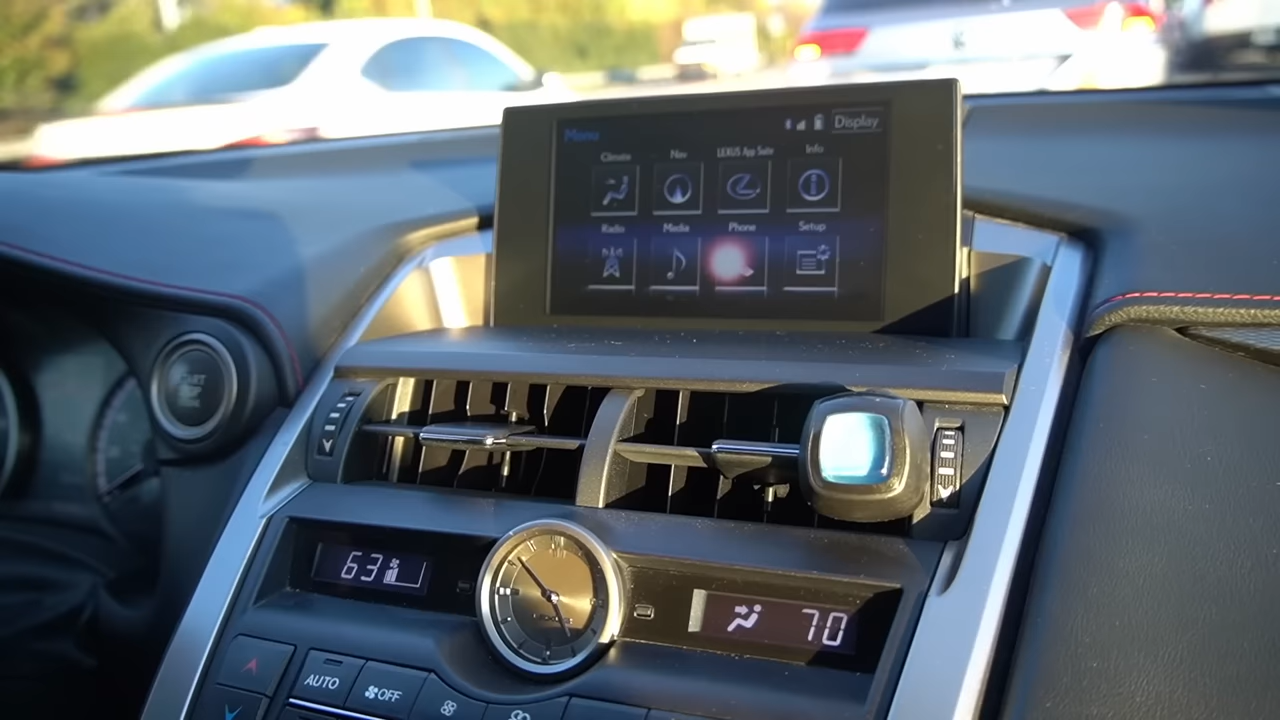 Menu
Display
Climate
Nav
LEXUS App Suite
Info
Radio
Media
Phone
Setup
63
70
AUTO
OFF